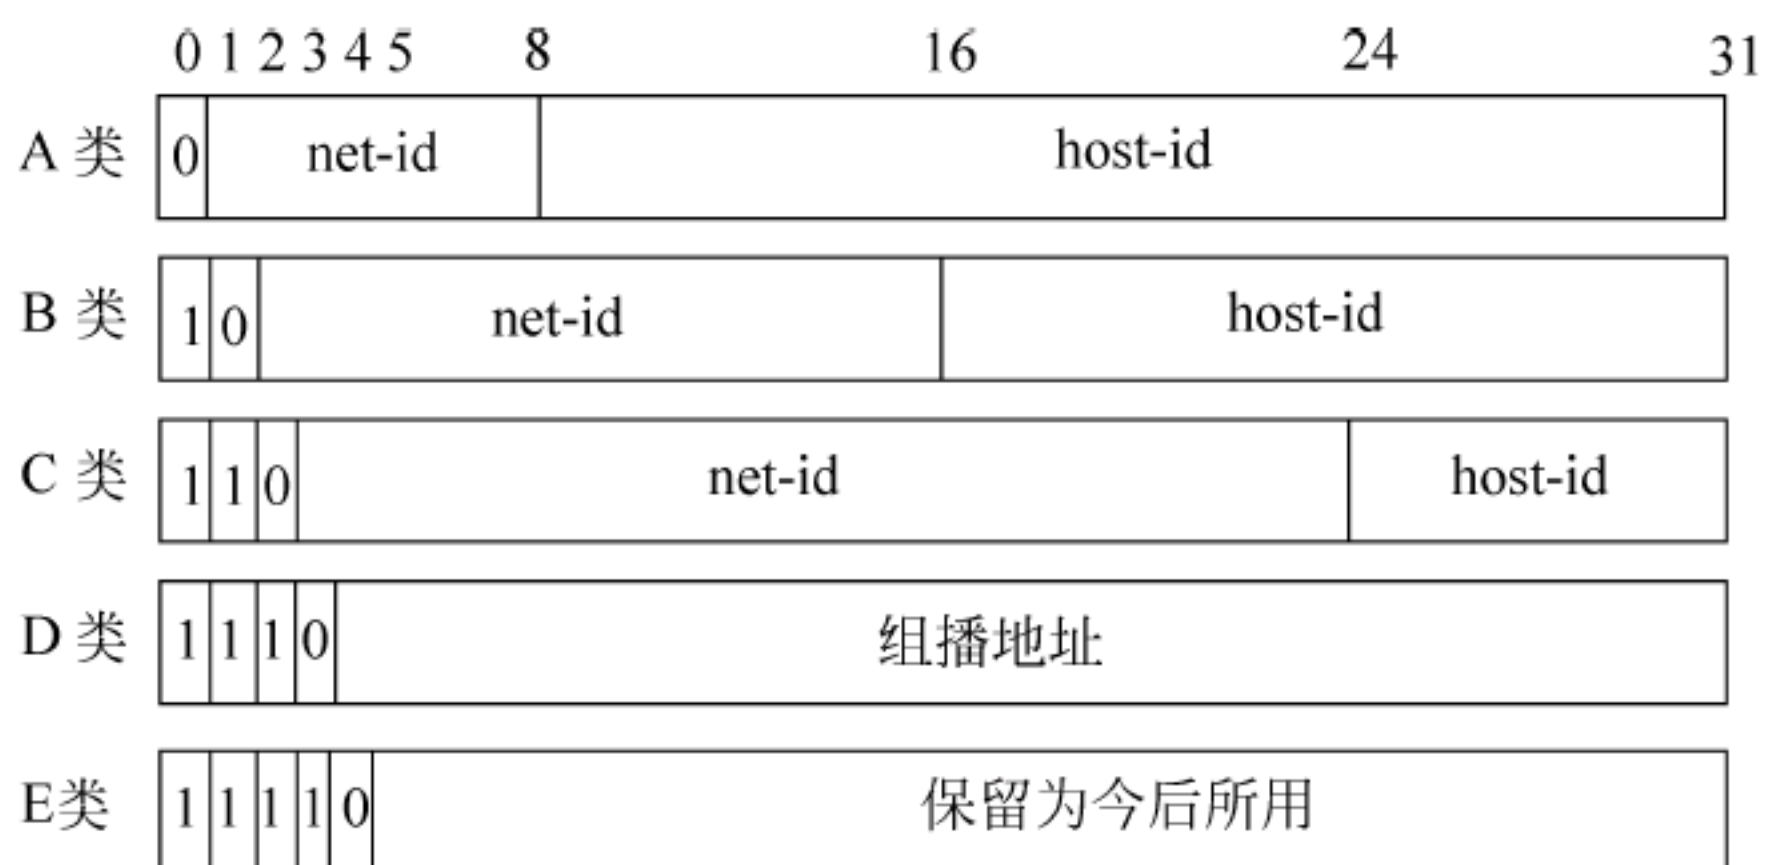 0 1 2 3 4 5 8 16 24 31
A 类 0 net-id host-id
B 类 1 0 net-id host-id
C 类 1 1 0 net-id host-id
D 类 1 1 1 0 组播地址
E类 1 1 1 1 0 保留为今后所用